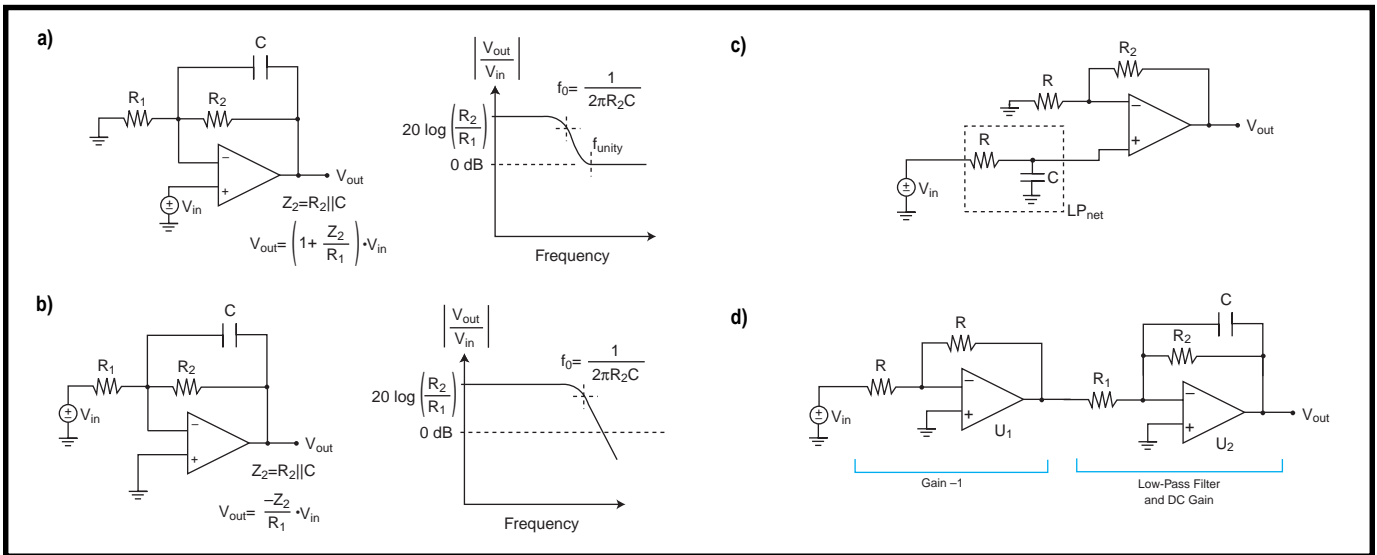 a)
C
R1
R2
−
+
Vin
Vout
Z2=R2||C
Vout= (1+ Z2/R1) •Vin
|Vout/Vin|
f0= 1/2πR2C
20 log (R2/R1)
funity
0 dB
Frequency
b)
C
R1
R2
Vin
−
+
Vout
Z2=R2||C
Vout= −Z2/R1 •Vin
|Vout/Vin|
f0= 1/2πR2C
20 log (R2/R1)
0 dB
Frequency
c)
R2
R
−
+
Vout
R
C
Vin
LPnet
d)
C
R
R2
R
R1
−
+
−
+
Vin
Vout
U1
U2
Gain –1
Low-Pass Filter
and DC Gain